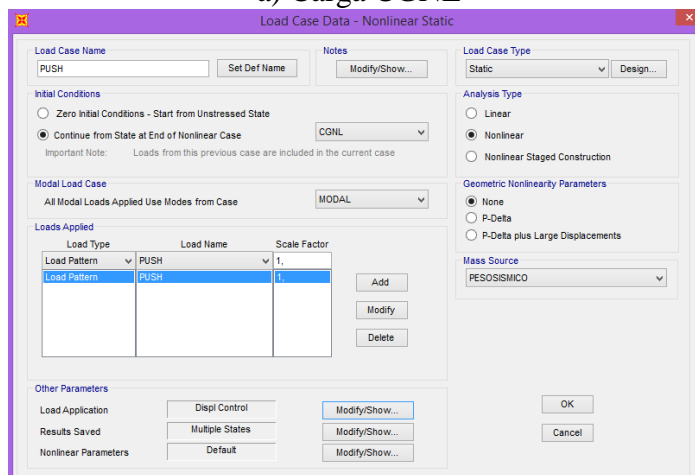 a) Carga CGNL
Load Case Data - Nonlinear Static
Load Case Name
PUSH
Set Def Name
Notes
Modify/Show...
Load Case Type
Static
Design...
Initial Conditions
Zero Initial Conditions - Start from Unstressed State
Continue from State at End of Nonlinear Case
CGNL
Important Note: Loads from this previous case are included in the current case
Analysis Type
Linear
Nonlinear
Nonlinear Staged Construction
Modal Load Case
All Modal Loads Applied Use Modes from Case
MODAL
Geometric Nonlinearity Parameters
None
P-Delta
P-Delta plus Large Displacements
Loads Applied
Load Type Load Name Scale Factor
Load Pattern PUSH 1,
Load Pattern PUSH 1,
Add
Modify
Delete
Mass Source
PESOSISMICO
Other Parameters
Load Application Displ Control Modify/Show...
Results Saved Multiple States Modify/Show...
Nonlinear Parameters Default Modify/Show...
OK
Cancel